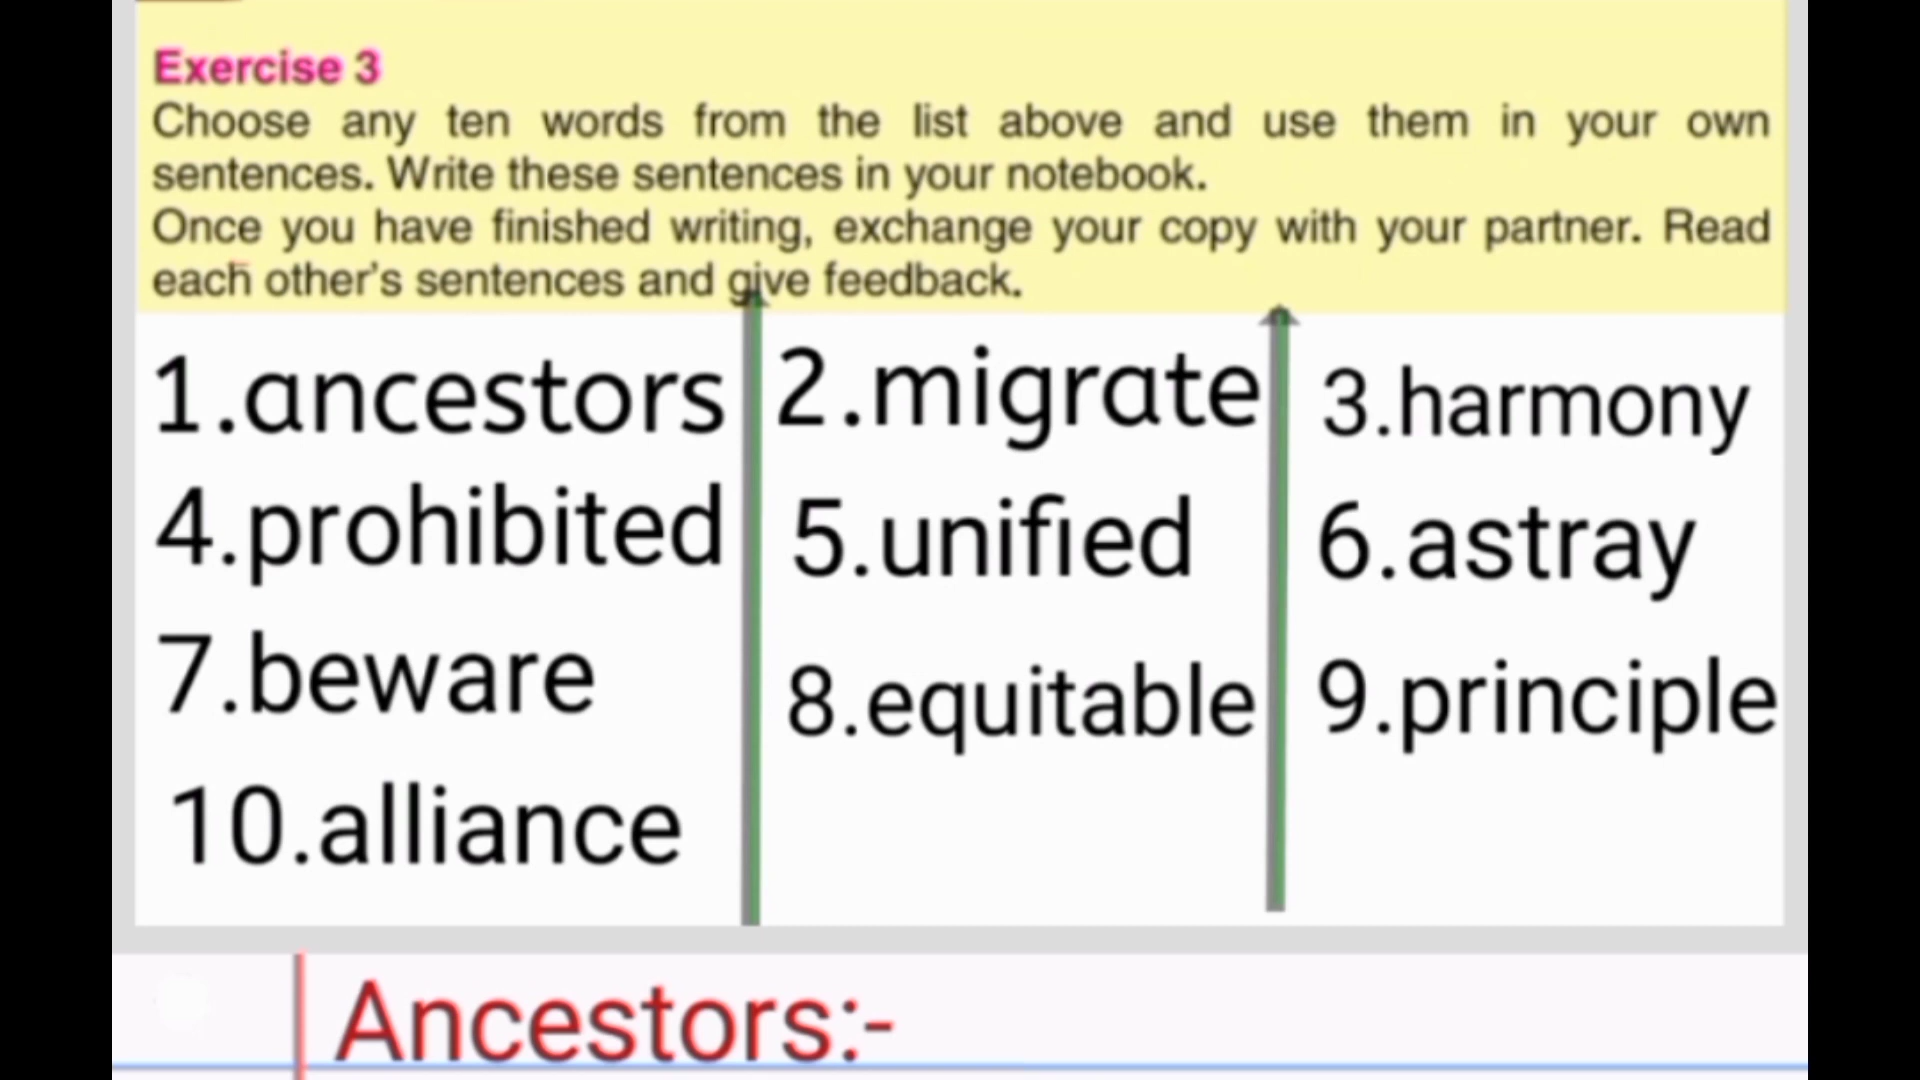 Exercise 3
Choose any ten words from the list above and use them in your own
sentences. Write these sentences in your notebook.
Once you have finished writing, exchange your copy with your partner. Read
each other's sentences and give feedback.
1.ancestors 2.migrate 3.harmony
4.prohibited 5.unified 6.astray
7.beware 8.equitable 9.principle
10.alliance
Ancestors:-